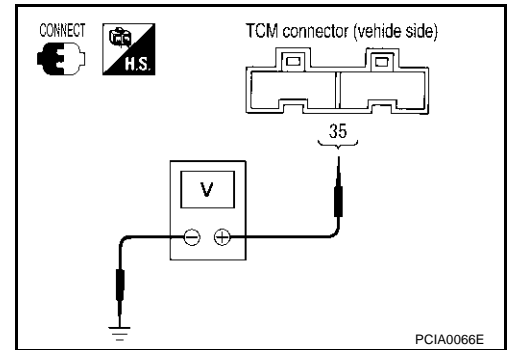 CONNECT
H.S.
TCM connector (vehide side)
35
V
− +
PCIA0066E